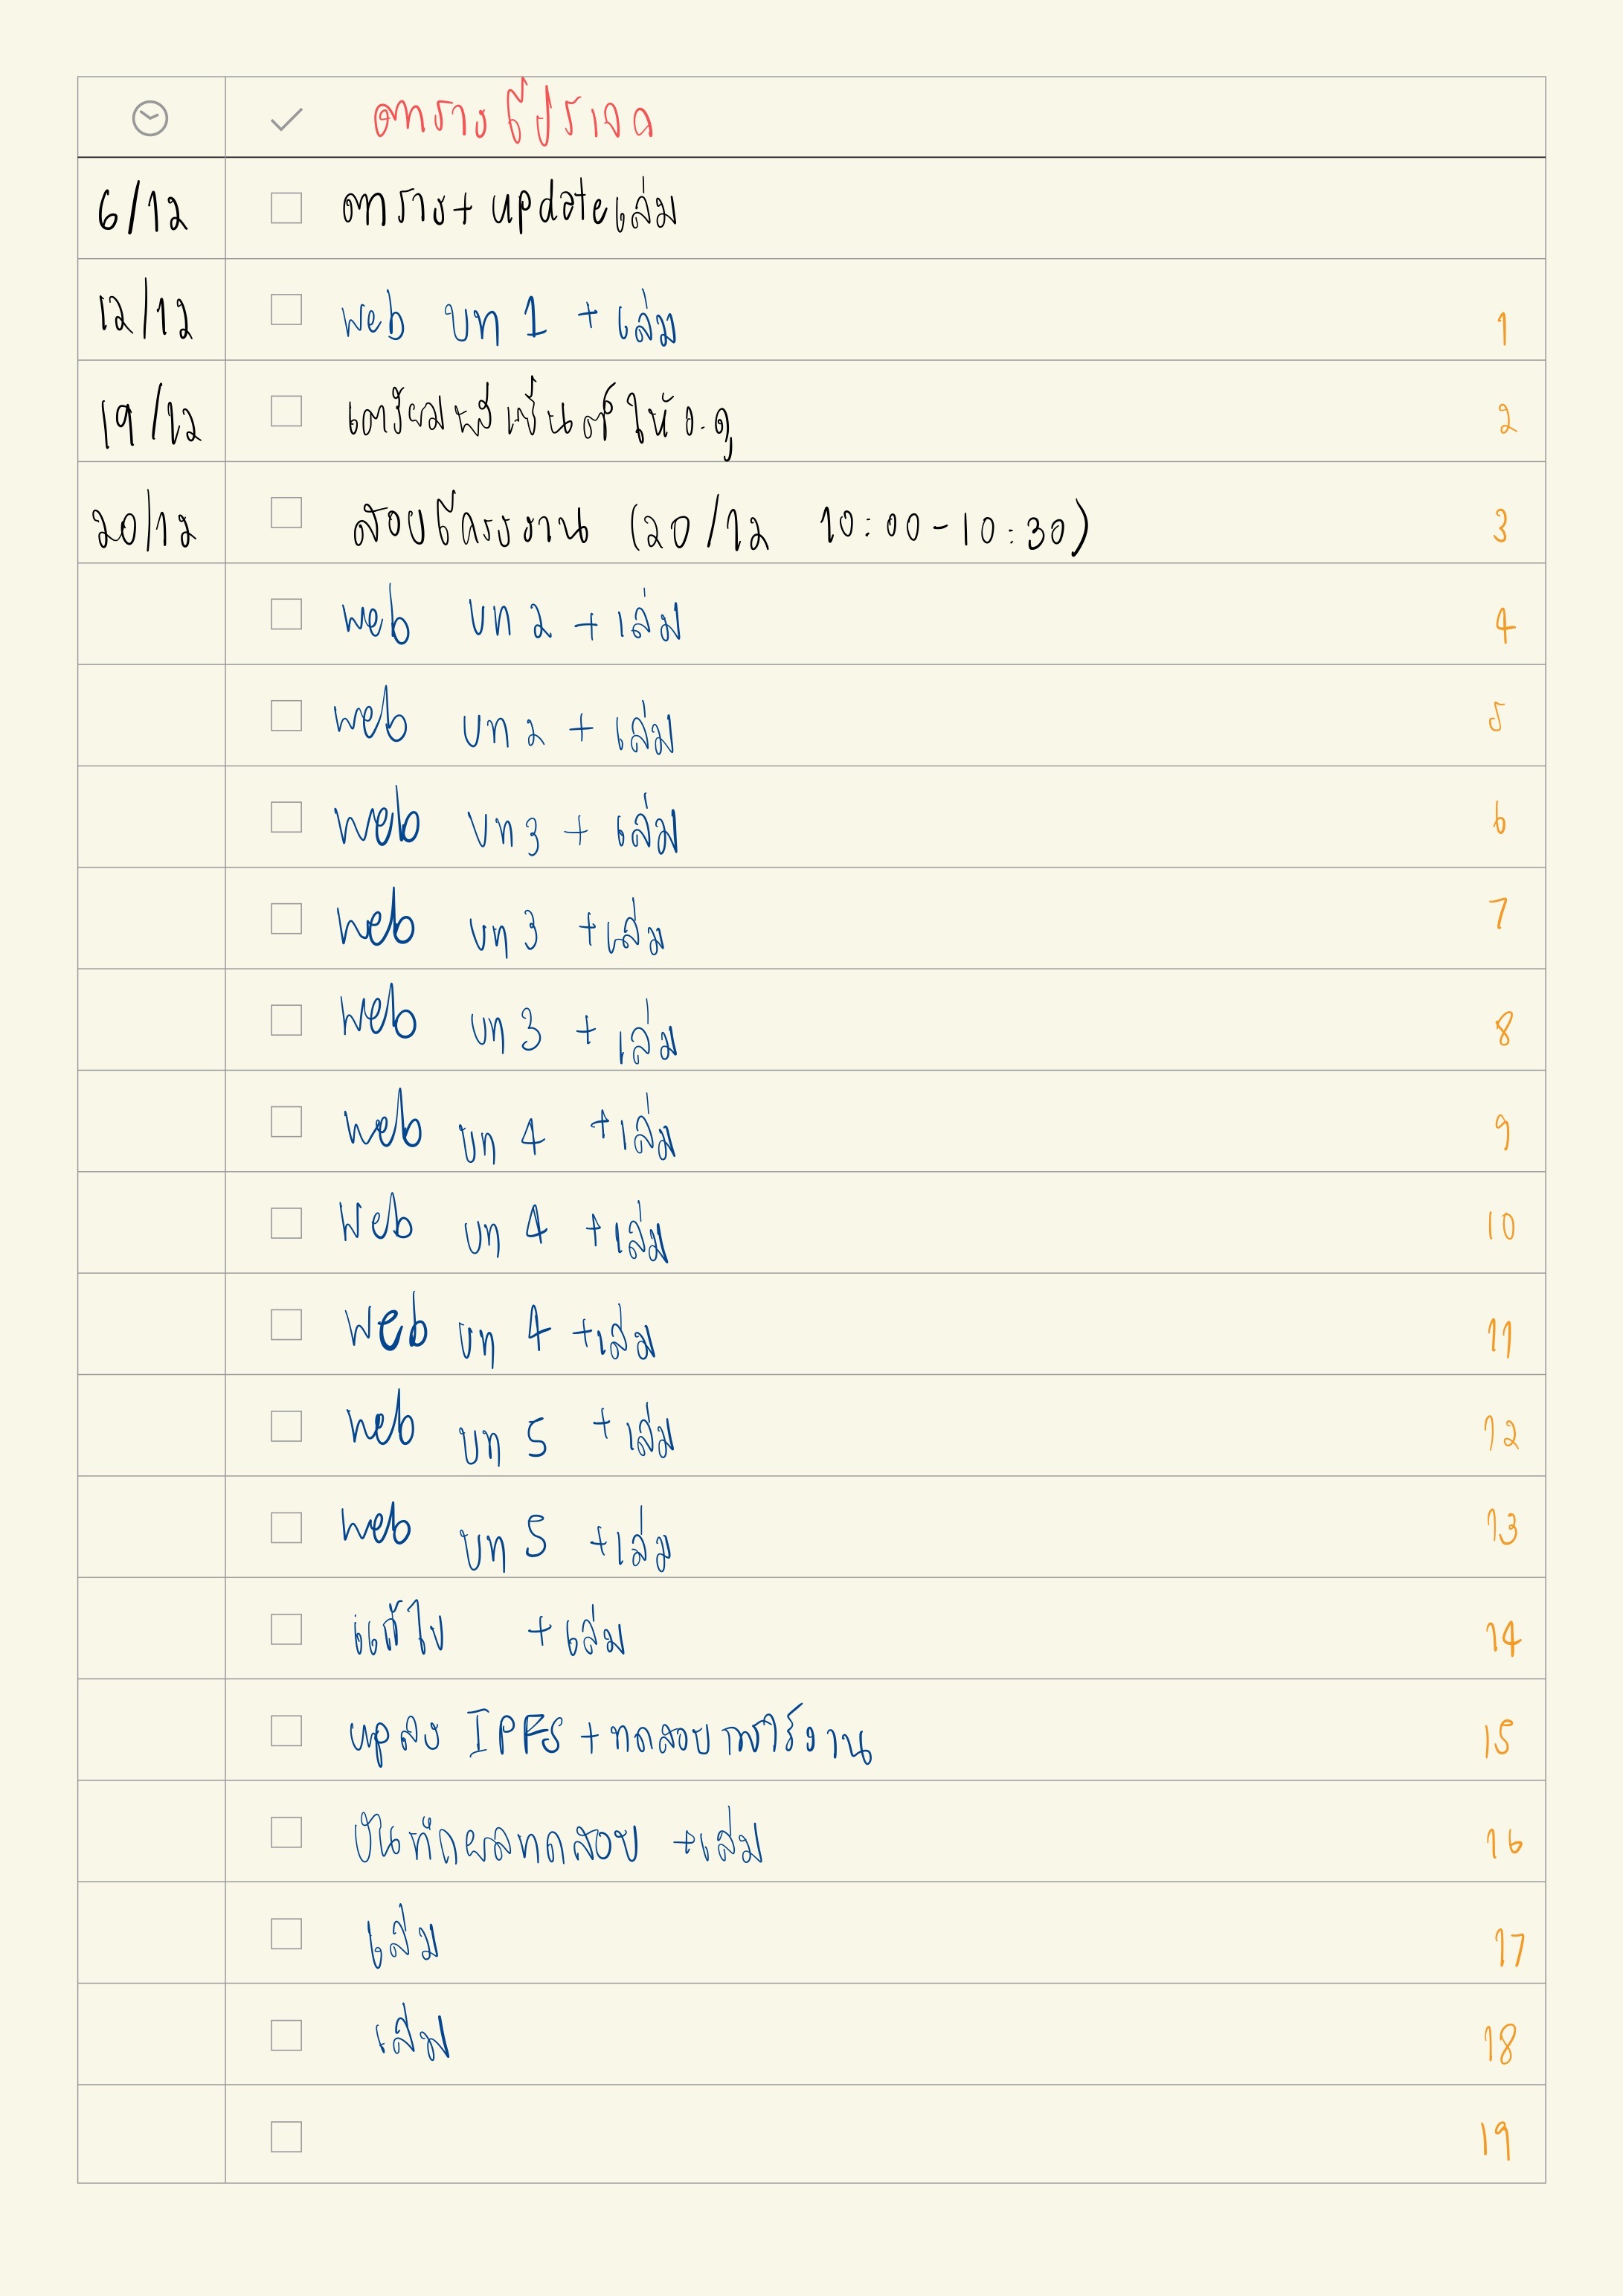 ตารางโปรเจค
6/12 ตาราง + update เล่ม
12/12 web บท 1 + เล่ม 1
19/12 เตรียมพรีเซ็นต์ให้อ.ดู 2
20/12 สอบโครงงาน (20/12 10:00-10:30) 3
web บท 2 + เล่ม 4
web บท 2 + เล่ม 5
web บท 3 + เล่ม 6
web บท 3 + เล่ม 7
web บท 3 + เล่ม 8
web บท 4 + เล่ม 9
web บท 4 + เล่ม 10
web บท 4 + เล่ม 11
web บท 5 + เล่ม 12
web บท 5 + เล่ม 13
แก้ไข + เล่ม 14
up ลง IPFS + ทดสอบการใช้งาน 15
บันทึกผลทดสอบ + เล่ม 16
เล่ม 17
เล่ม 18
19